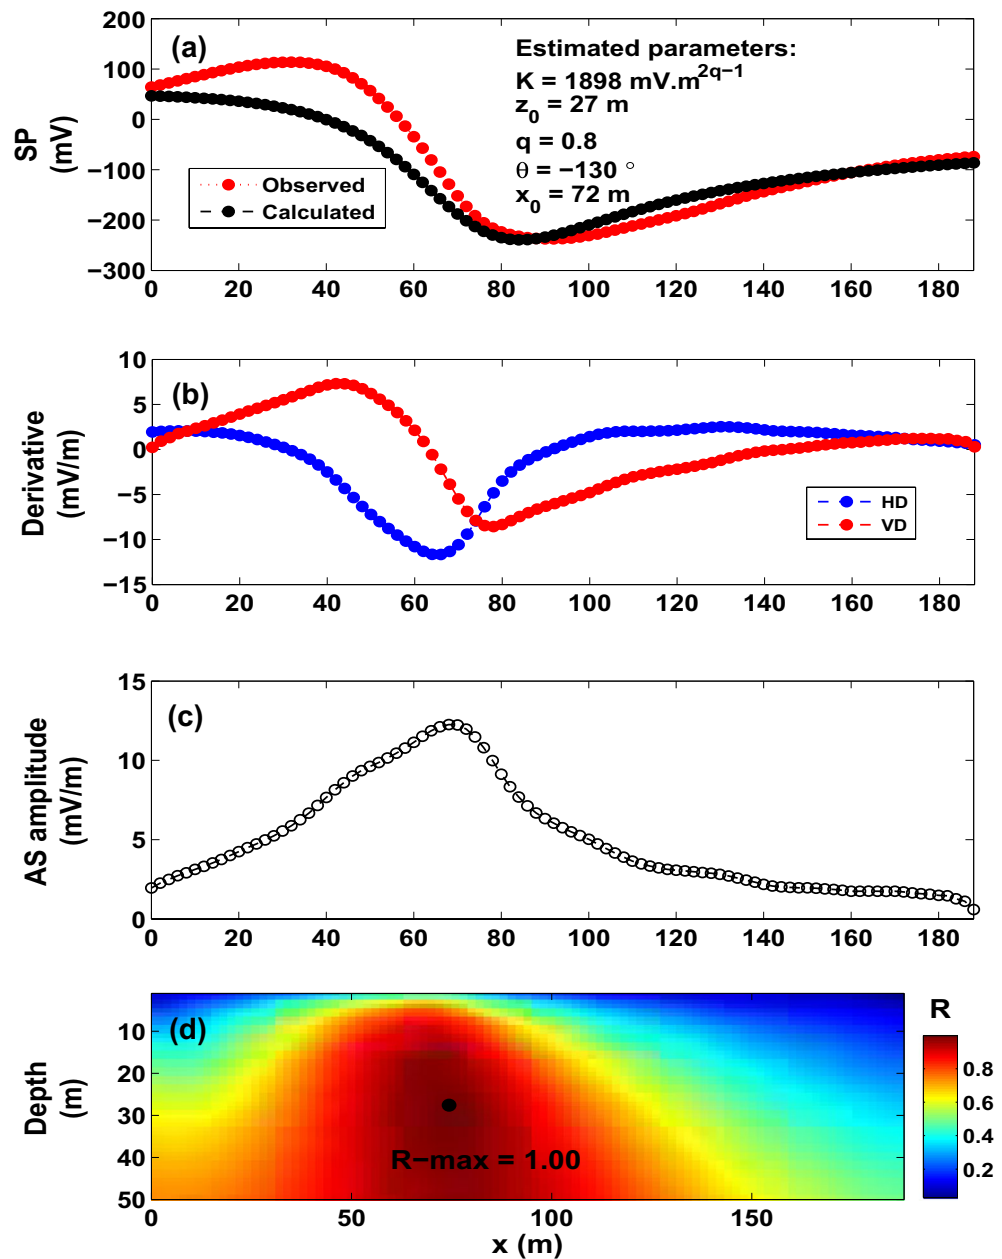 (a)
Estimated parameters:
K = 1898 mV.m^{2q−1}
z_0 = 27 m
q = 0.8
θ = −130 °
x_0 = 72 m
Observed
Calculated
SP
(mV)
200
100
0
−100
−200
−300
0 20 40 60 80 100 120 140 160 180
(b)
HD
VD
Derivative
(mV/m)
10
5
0
−5
−10
−15
0 20 40 60 80 100 120 140 160 180
(c)
AS amplitude
(mV/m)
15
10
5
0
0 20 40 60 80 100 120 140 160 180
(d)
R−max = 1.00
Depth
(m)
10
20
30
40
50
0 50 100 150
x (m)
R
0.8
0.6
0.4
0.2